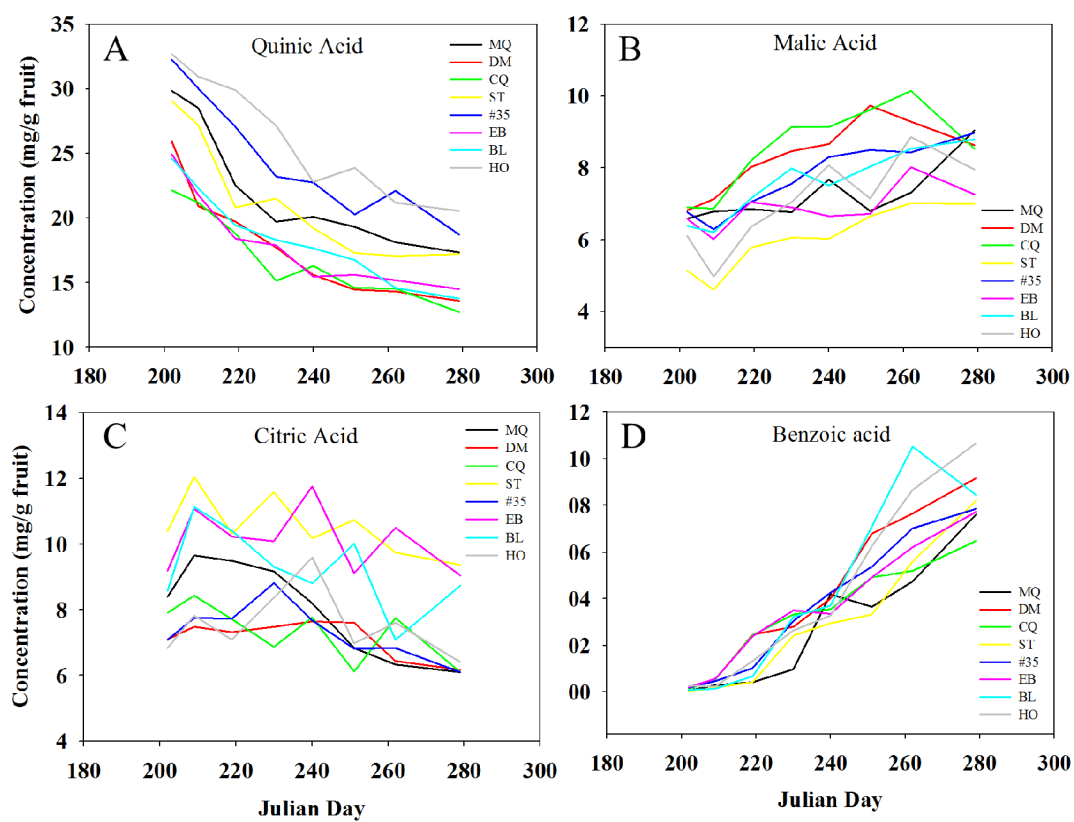 A
Quinic Acid
Concentration (mg/g fruit)
35
30
25
20
15
10
180
200
220
240
260
280
300
MQ
DM
CQ
ST
#35
EB
BL
HO
B
Malic Acid
12
10
8
6
4
180
200
220
240
260
280
300
MQ
DM
CQ
ST
#35
EB
BL
HO
C
Citric Acid
Concentration (mg/g fruit)
14
12
10
8
6
4
180
200
220
240
260
280
300
Julian Day
MQ
DM
CQ
ST
#35
EB
BL
HO
D
Benzoic acid
12
10
08
06
04
02
00
180
200
220
240
260
280
300
Julian Day
MQ
DM
CQ
ST
#35
EB
BL
HO